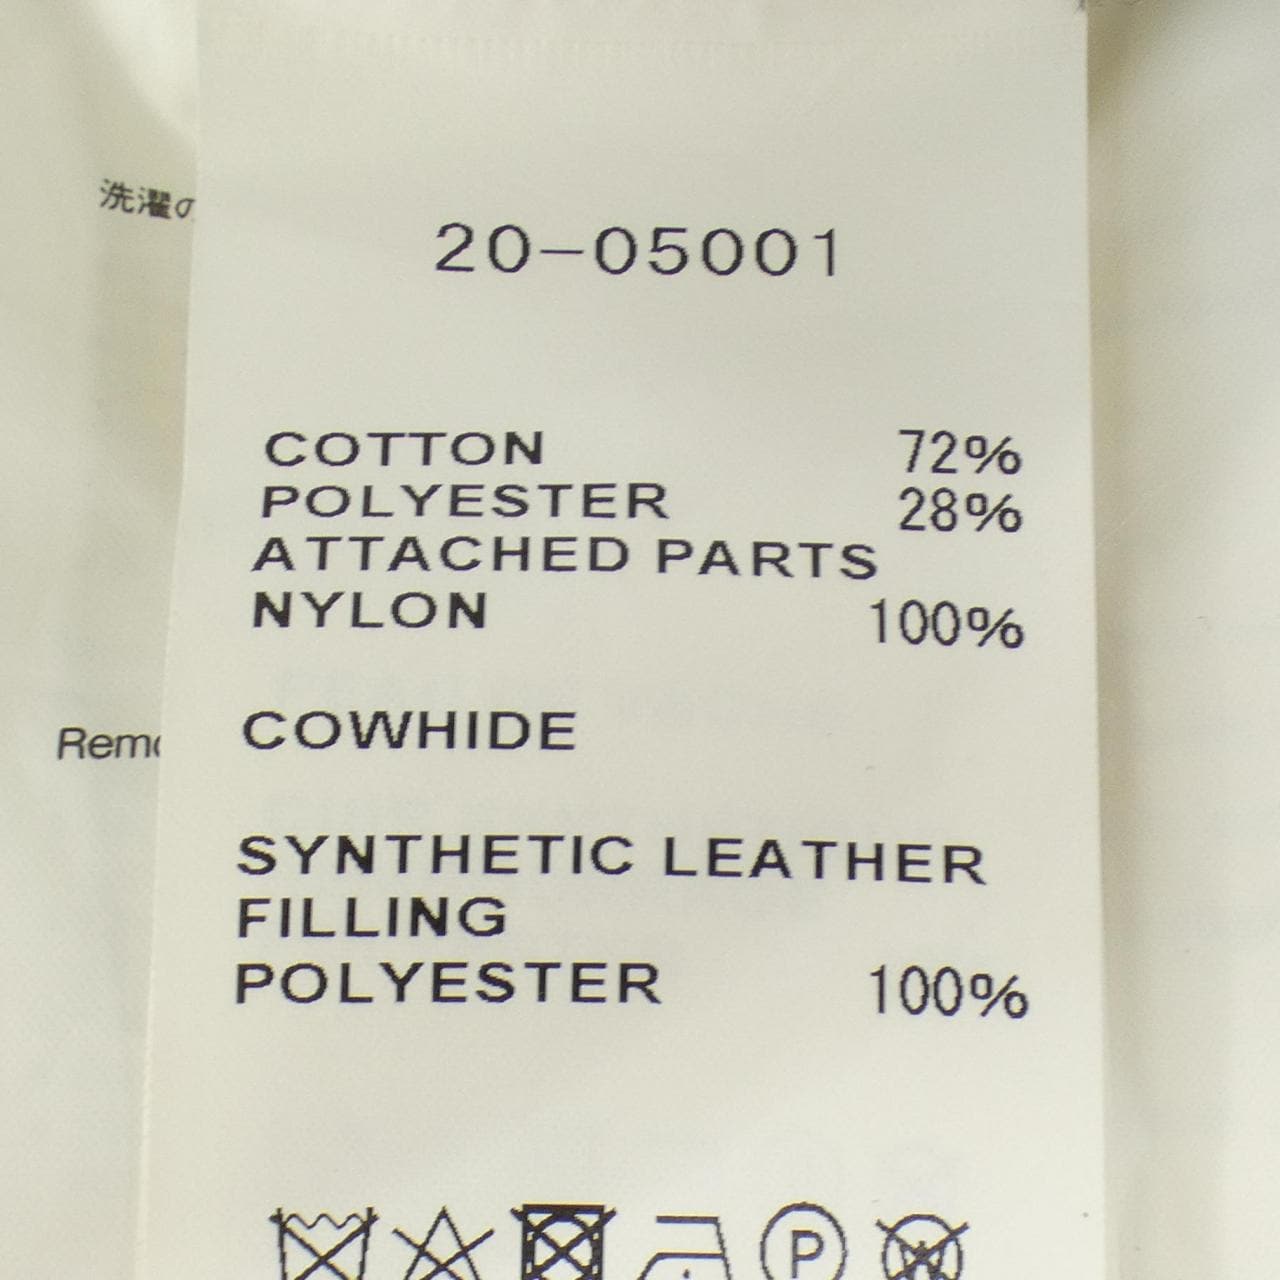 洗濯の
20-05001
COTTON 72%
POLYESTER 28%
ATTACHED PARTS
NYLON 100%
COWHIDE
SYNTHETIC LEATHER
FILLING
POLYESTER 100%
P
W